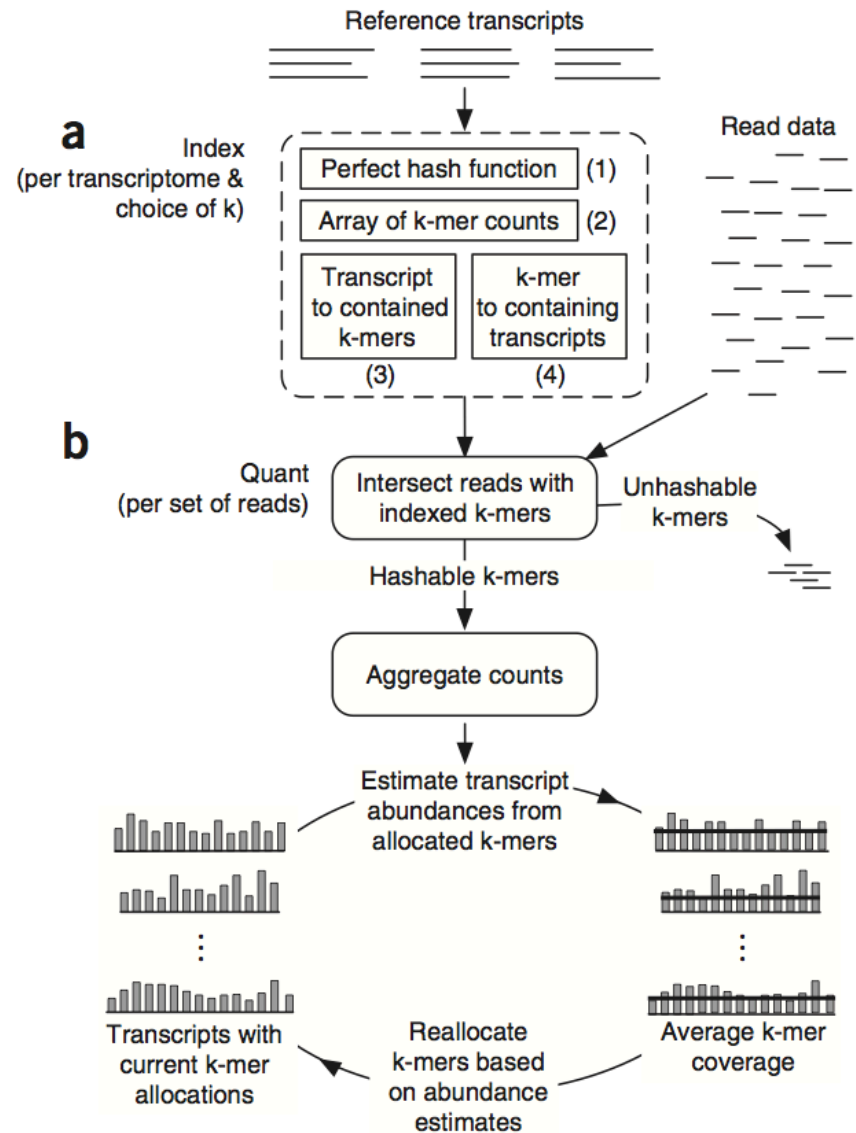 Reference transcripts
a
Index
(per transcriptome &
choice of k)
Read data
Perfect hash function
(1)
Array of k-mer counts
(2)
Transcript
to contained
k-mers
k-mer
to containing
transcripts
(3)
(4)
b
Quant
(per set of reads)
Intersect reads with
indexed k-mers
Unhashable
k-mers
Hashable k-mers
Aggregate counts
Estimate transcript
abundances from
allocated k-mers
Transcripts with
current k-mer
allocations
Reallocate
k-mers based
on abundance
estimates
Average k-mer
coverage